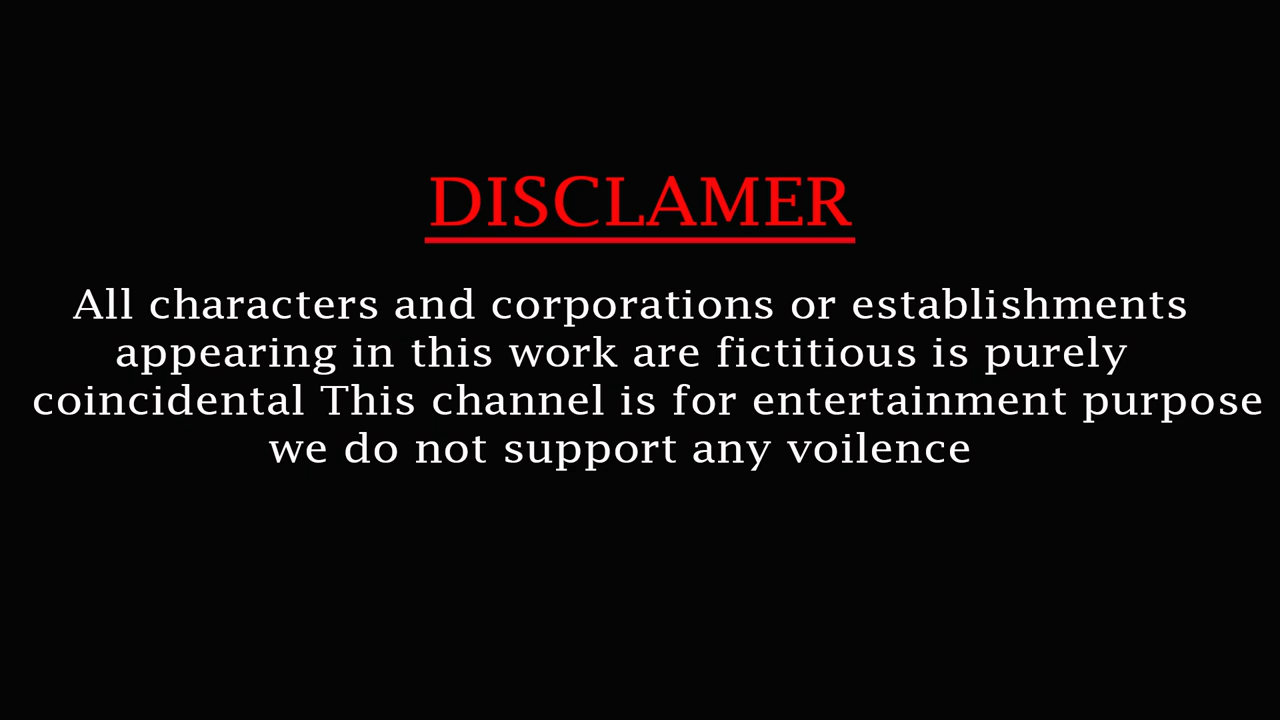 DISCLAMER
All characters and corporations or establishments
appearing in this work are fictitious is purely
coincidental This channel is for entertainment purpose
we do not support any voilence